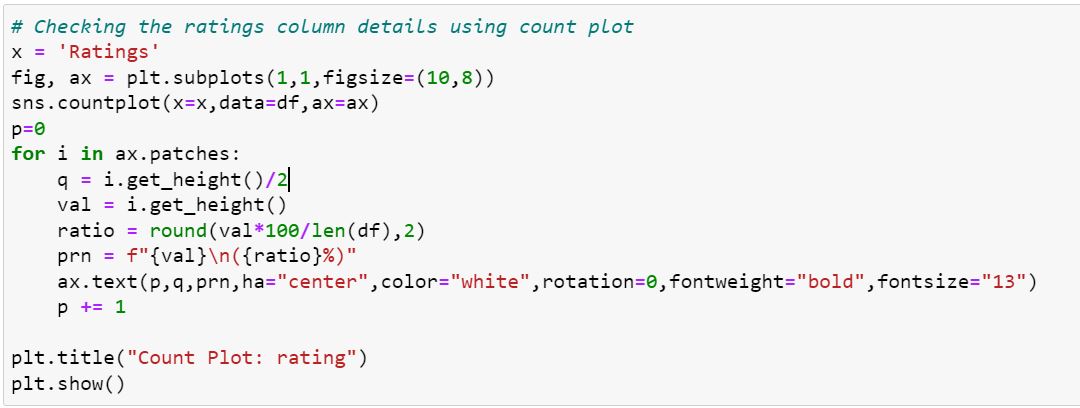 # Checking the ratings column details using count plot
x = 'Ratings'
fig, ax = plt.subplots(1,1,figsize=(10,8))
sns.countplot(x=x,data=df,ax=ax)
p=0
for i in ax.patches:
    q = i.get_height()/2
    val = i.get_height()
    ratio = round(val*100/len(df),2)
    prn = f"{val}\n({ratio}%)"
    ax.text(p,q,prn,ha="center",color="white",rotation=0,fontweight="bold",fontsize="13")
    p += 1

plt.title("Count Plot: rating")
plt.show()